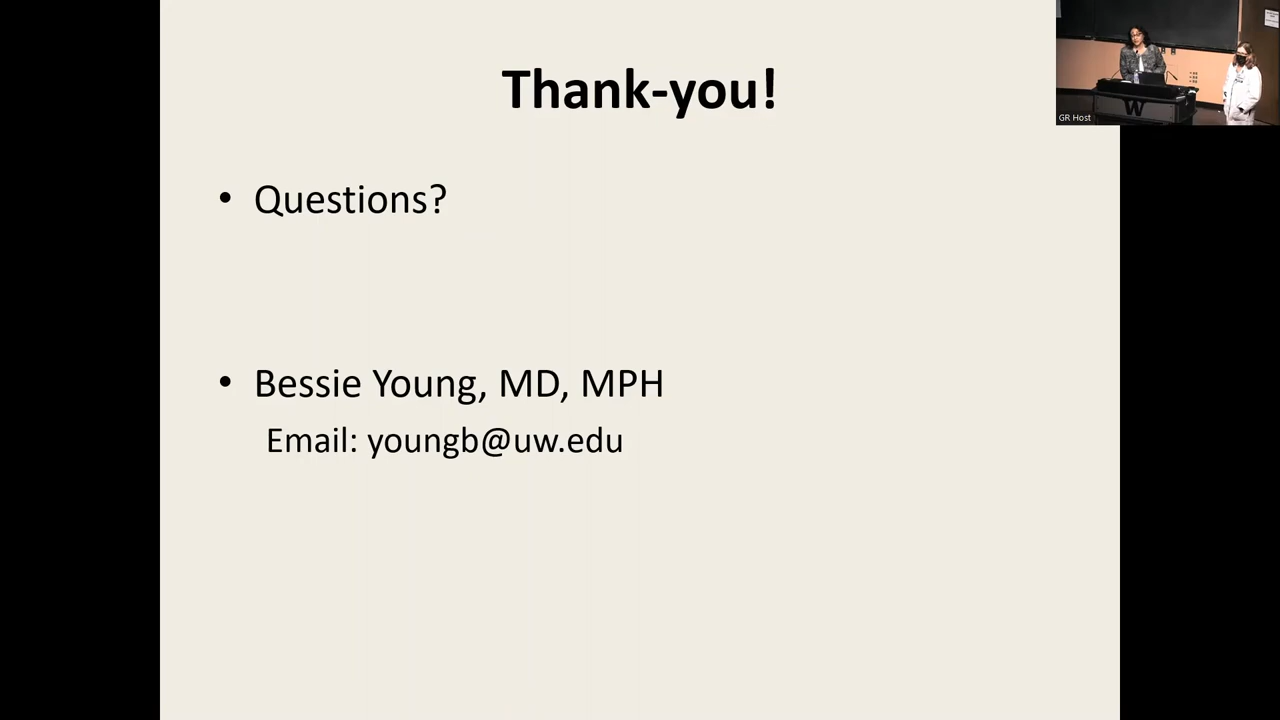 Thank-you!
• Questions?
• Bessie Young, MD, MPH
Email: youngb@uw.edu
GR Host
W